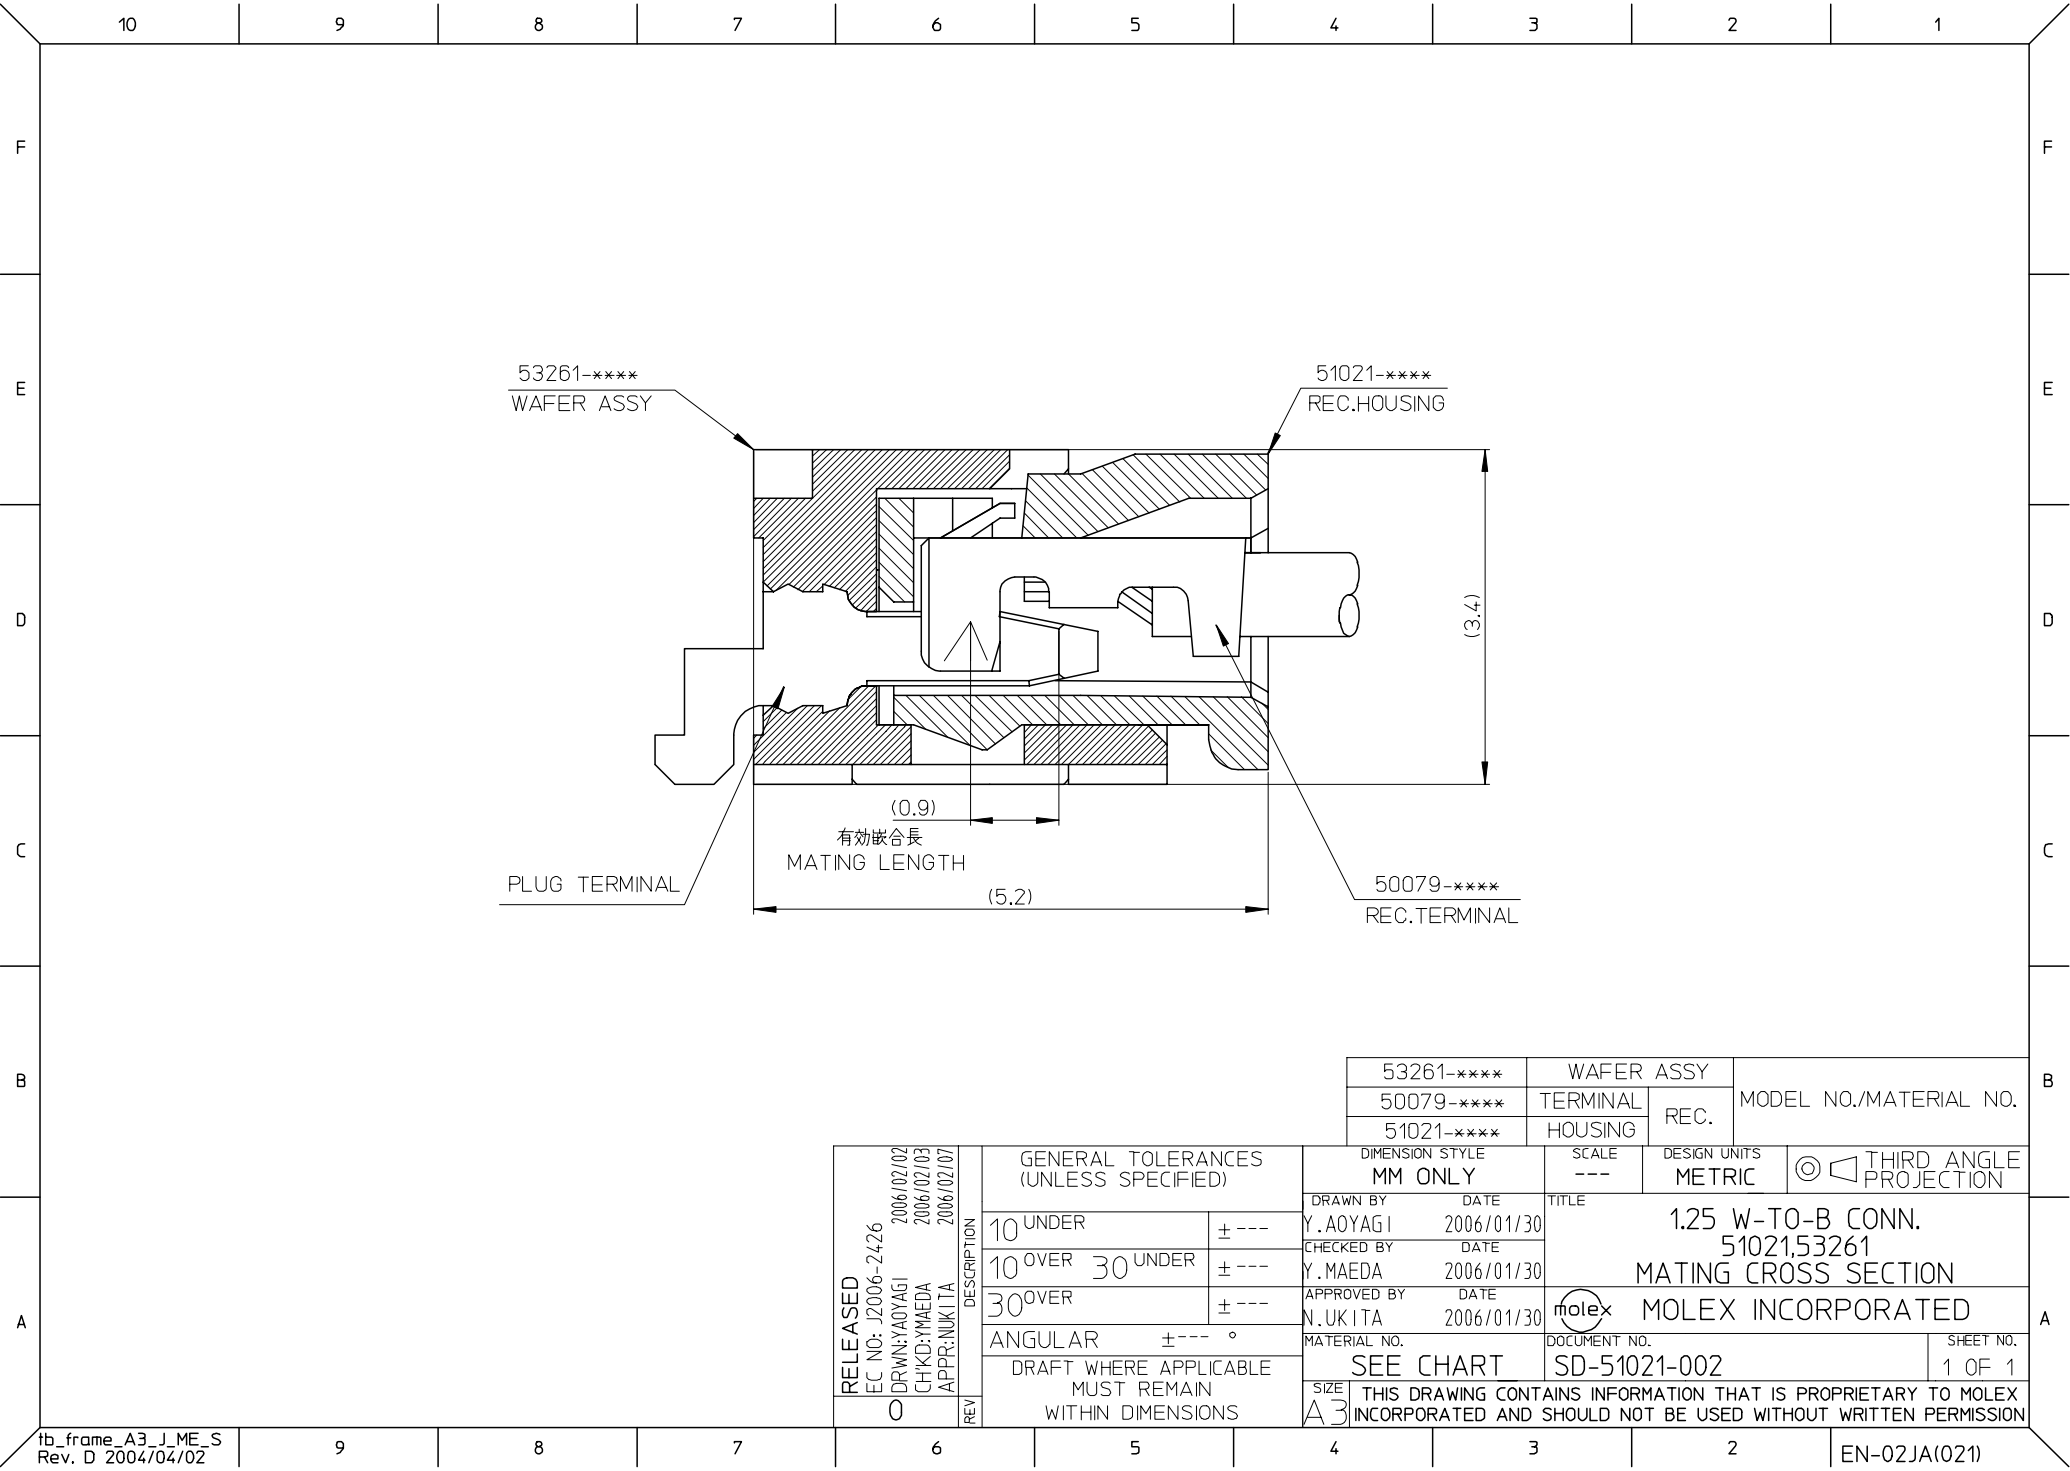 10 9 8 7 6 5 4 3 2 1
F F
E E
D D
C C
B B
A A
53261-****
WAFER ASSY
51021-****
REC.HOUSING
(3.4)
(0.9)
有効嵌合長
MATING LENGTH
PLUG TERMINAL
(5.2)
50079-****
REC.TERMINAL
53261-**** WAFER ASSY
50079-**** TERMINAL
51021-**** HOUSING
REC.
MODEL NO./MATERIAL NO.
RELEASED
EC NO: J2006-2426
DRWN:YAOYAGI 2006/02/02
CH'KD:YMAEDA 2006/02/03
APPR:NUKITA 2006/02/07
DESCRIPTION
0
REV
GENERAL TOLERANCES
(UNLESS SPECIFIED)
10 UNDER ±---
10 OVER 30 UNDER ±---
30 OVER ±---
ANGULAR ±--- °
DRAFT WHERE APPLICABLE
MUST REMAIN
WITHIN DIMENSIONS
DIMENSION STYLE
MM ONLY
SCALE
---
DESIGN UNITS
METRIC
THIRD ANGLE
PROJECTION
DRAWN BY DATE
Y.AOYAGI 2006/01/30
CHECKED BY DATE
Y.MAEDA 2006/01/30
APPROVED BY DATE
N.UKITA 2006/01/30
TITLE
1.25 W-TO-B CONN.
51021,53261
MATING CROSS SECTION
molex MOLEX INCORPORATED
MATERIAL NO.
SEE CHART
DOCUMENT NO.
SD-51021-002
SHEET NO.
1 OF 1
SIZE
A3
THIS DRAWING CONTAINS INFORMATION THAT IS PROPRIETARY TO MOLEX
INCORPORATED AND SHOULD NOT BE USED WITHOUT WRITTEN PERMISSION
tb_frame_A3_J_ME_S
Rev. D 2004/04/02
9 8 7 6 5 4 3 2
EN-02JA(021)